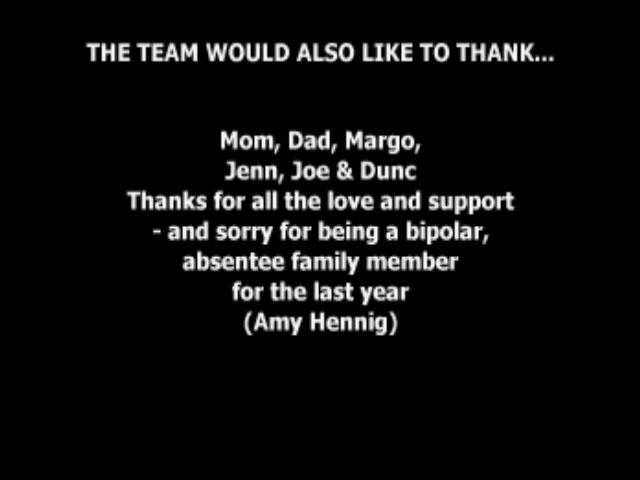 THE TEAM WOULD ALSO LIKE TO THANK...
Mom, Dad, Margo,
Jenn, Joe & Dunc
Thanks for all the love and support
- and sorry for being a bipolar,
absentee family member
for the last year
(Amy Hennig)